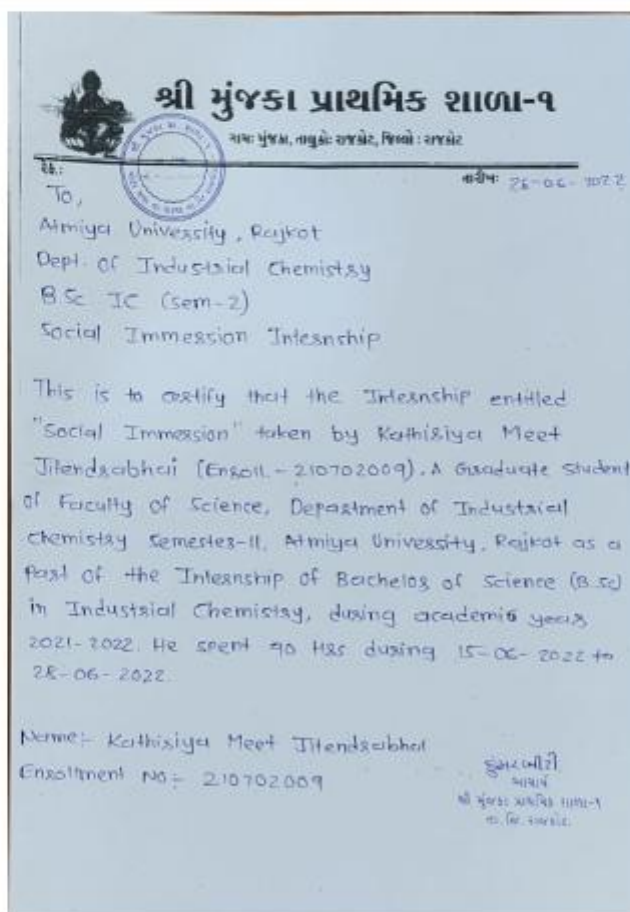 શ્રી મુંજકા પ્રાથમિક શાળા-૧
ગામ: મુંજકા, તાલુકો: રાજકોટ, જિલ્લો : રાજકોટ
રેફ.:
તારીખ: 26-06-2022
To,
Atmiya University, Rajkot
Dept. of Industrial Chemistry
B.Sc IC (Sem-2)
Social Immersion Internship
This is to certify that the Internship entitled
"Social Immersion" taken by Kathiriya Meet
Jitendrabhai (Enroll.-210702009). A Graduate Student
of Faculty of Science, Department of Industrial
Chemistry Semester-II, Atmiya University, Rajkot as a
Part of the Internship of Bachelor of Science (B.Sc)
in Industrial Chemistry, during academic year
2021-2022. He spent 90 Hrs during 15-06-2022 to
28-06-2022.
Name:- Kathiriya Meet Jitendrabhai
Enrollment No:- 210702009
આચાર્ય
શ્રી મુંજકા પ્રાથમિક શાળા-૧
તા. જિ. રાજકોટ.